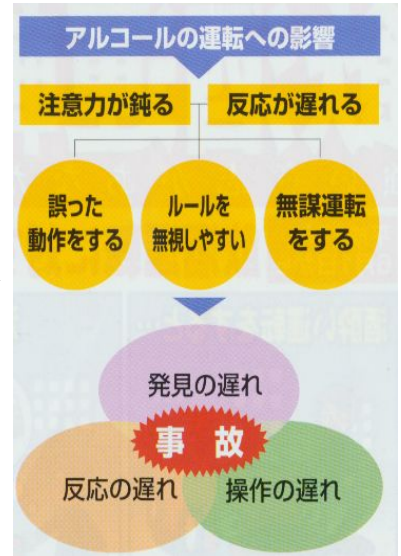 アルコールの運転への影響
注意力が鈍る
反応が遅れる
誤った
動作をする
ルールを
無視しやすい
無謀運転
をする
発見の遅れ
事故
反応の遅れ
操作の遅れ